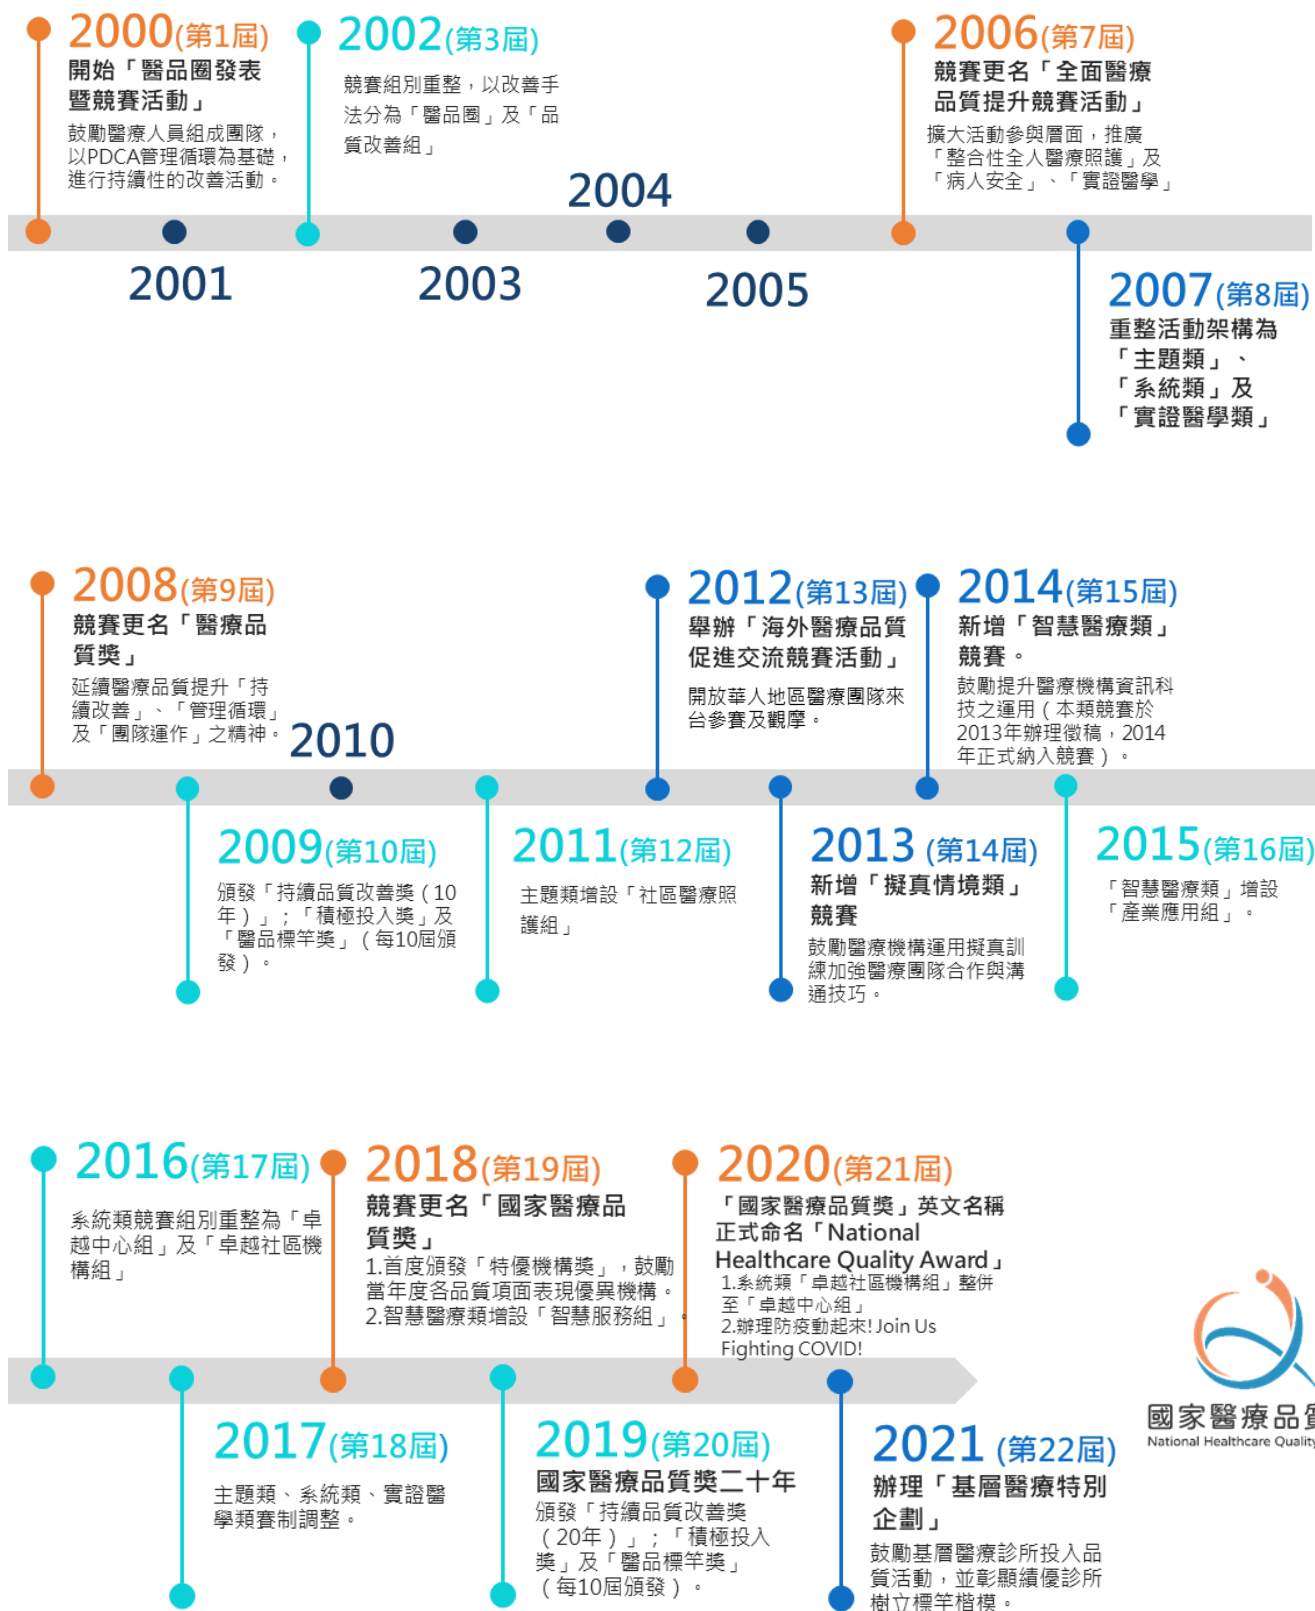 2000(第1屆)
開始「醫品圈發表
暨競賽活動」
鼓勵醫療人員組成團隊，
以PDCA管理循環為基礎，
進行持續性的改善活動。
2001
2002(第3屆)
競賽組別重整，以改善手
法分為「醫品圈」及「品
質改善組」
2003
2004
2005
2006(第7屆)
競賽更名「全面醫療
品質提升競賽活動」
擴大活動參與層面，推廣
「整合性全人醫療照護」及
「病人安全」、「實證醫學」
2007(第8屆)
重整活動架構為
「主題類」、
「系統類」及
「實證醫學類」
2008(第9屆)
競賽更名「醫療品
質獎」
延續醫療品質提升「持
續改善」、「管理循環」
及「團隊運作」之精神。
2009(第10屆)
頒發「持續品質改善獎（10
年）」；「積極投入獎」及
「醫品標竿獎」（每10屆頒
發）。
2010
2011(第12屆)
主題類增設「社區醫療照
護組」
2012(第13屆)
舉辦「海外醫療品質
促進交流競賽活動」
開放華人地區醫療團隊來
台參賽及觀摩。
2013 (第14屆)
新增「擬真情境類」
競賽
鼓勵醫療機構運用擬真訓
練加強醫療團隊合作與溝
通技巧。
2014(第15屆)
新增「智慧醫療類」
競賽。
鼓勵提升醫療機構資訊科
技之運用（本類競賽於
2013年辦理徵稿，2014
年正式納入競賽）。
2015(第16屆)
「智慧醫療類」增設
「產業應用組」。
2016(第17屆)
系統類競賽組別重整為「卓
越中心組」及「卓越社區機
構組」
2017(第18屆)
主題類、系統類、實證醫
學類賽制調整。
2018(第19屆)
競賽更名「國家醫療品
質獎」
1.首度頒發「特優機構獎」，鼓勵
當年度各品質項面表現優異機構。
2.智慧醫療類增設「智慧服務組」。
2019(第20屆)
國家醫療品質獎二十年
頒發「持續品質改善獎
（20年）」；「積極投入
獎」及「醫品標竿獎」
（每10屆頒發）。
2020(第21屆)
「國家醫療品質獎」英文名稱
正式命名「National
Healthcare Quality Award」
1.系統類「卓越社區機構組」整併
至「卓越中心組」
2.辦理防疫動起來! Join Us
Fighting COVID!
2021 (第22屆)
辦理「基層醫療特別
企劃」
鼓勵基層醫療診所投入品
質活動，並彰顯績優診所
樹立標竿楷模。
國家醫療品質
National Healthcare Quality